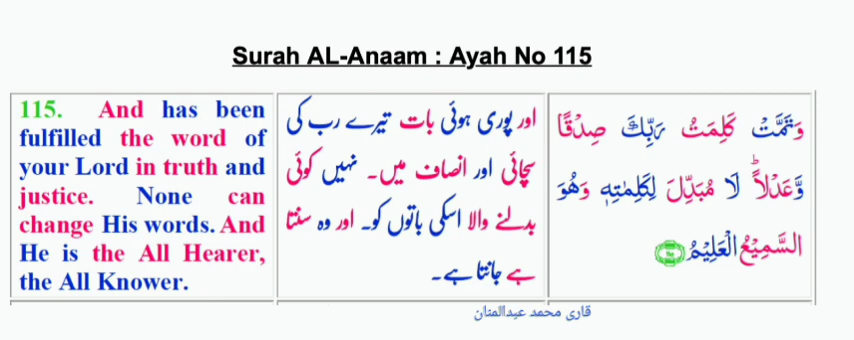 Surah AL-Anaam : Ayah No 115
115. And has been
fulfilled the word of
your Lord in truth and
justice. None can
change His words. And
He is the All Hearer,
the All Knower.
اور پوری ہوئی بات تیرے رب کی
سچائی اور انصاف میں۔ نہیں کوئی
بدلنے والا اسکی باتوں کو۔ اور وہ سنتا
ہے جانتا ہے۔
وَتَمَّتْ كَلِمَتُ رَبِّكَ صِدْقًا
وَّعَدْلًا ؕ لَا مُبَدِّلَ لِكَلِمٰتِهٖ وَهُوَ
السَّمِيْعُ الْعَلِيْمُ ۝۱۱۵
قاری محمد عبدالمنان